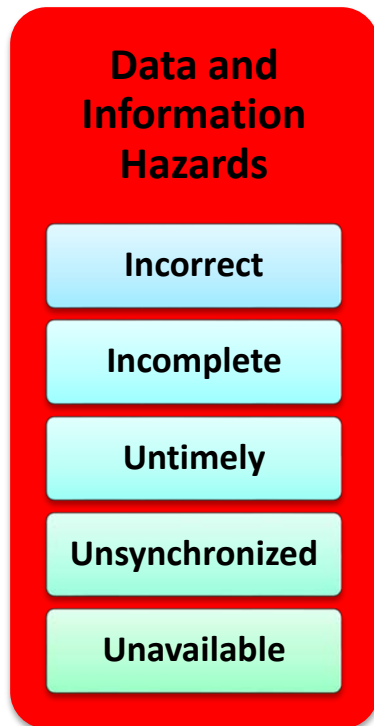 Data and
Information
Hazards
Incorrect
Incomplete
Untimely
Unsynchronized
Unavailable